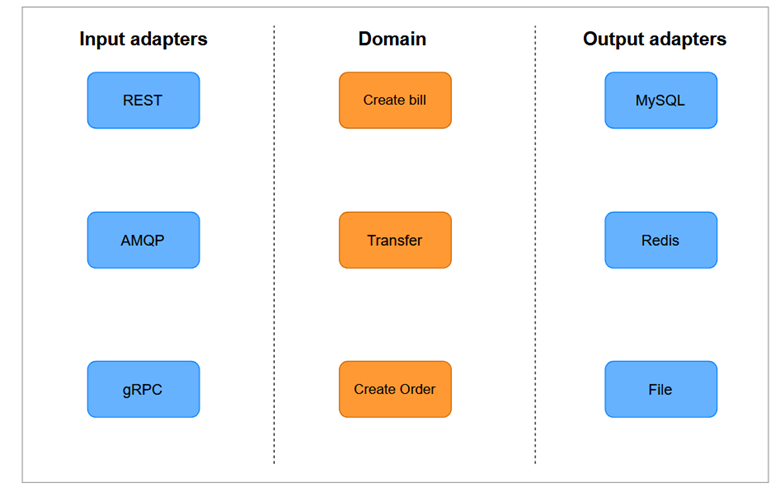 Input adapters
Domain
Output adapters
REST
Create bill
MySQL
AMQP
Transfer
Redis
gRPC
Create Order
File